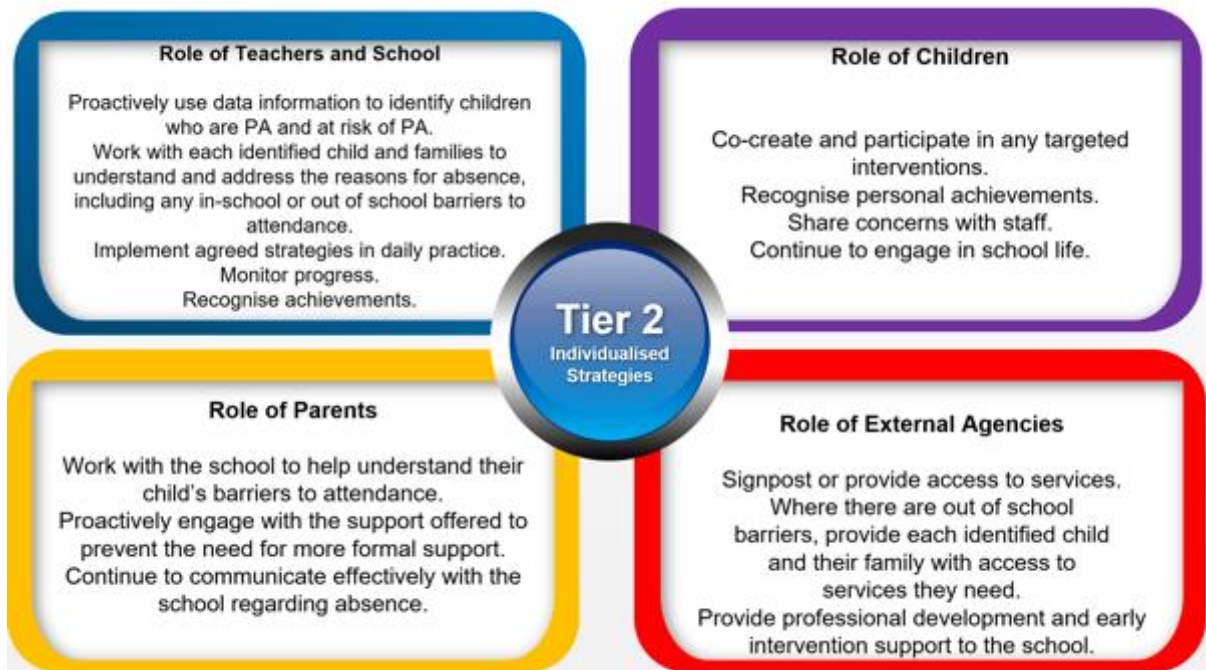 Role of Teachers and School
Proactively use data information to identify children
who are PA and at risk of PA.
Work with each identified child and families to
understand and address the reasons for absence,
including any in-school or out of school barriers to
attendance.
Implement agreed strategies in daily practice.
Monitor progress.
Recognise achievements.
Role of Children
Co-create and participate in any targeted
interventions.
Recognise personal achievements.
Share concerns with staff.
Continue to engage in school life.
Tier 2
Individualised
Strategies
Role of Parents
Work with the school to help understand their
child's barriers to attendance.
Proactively engage with the support offered to
prevent the need for more formal support.
Continue to communicate effectively with the
school regarding absence.
Role of External Agencies
Signpost or provide access to services.
Where there are out of school
barriers, provide each identified child
and their family with access to
services they need.
Provide professional development and early
intervention support to the school.